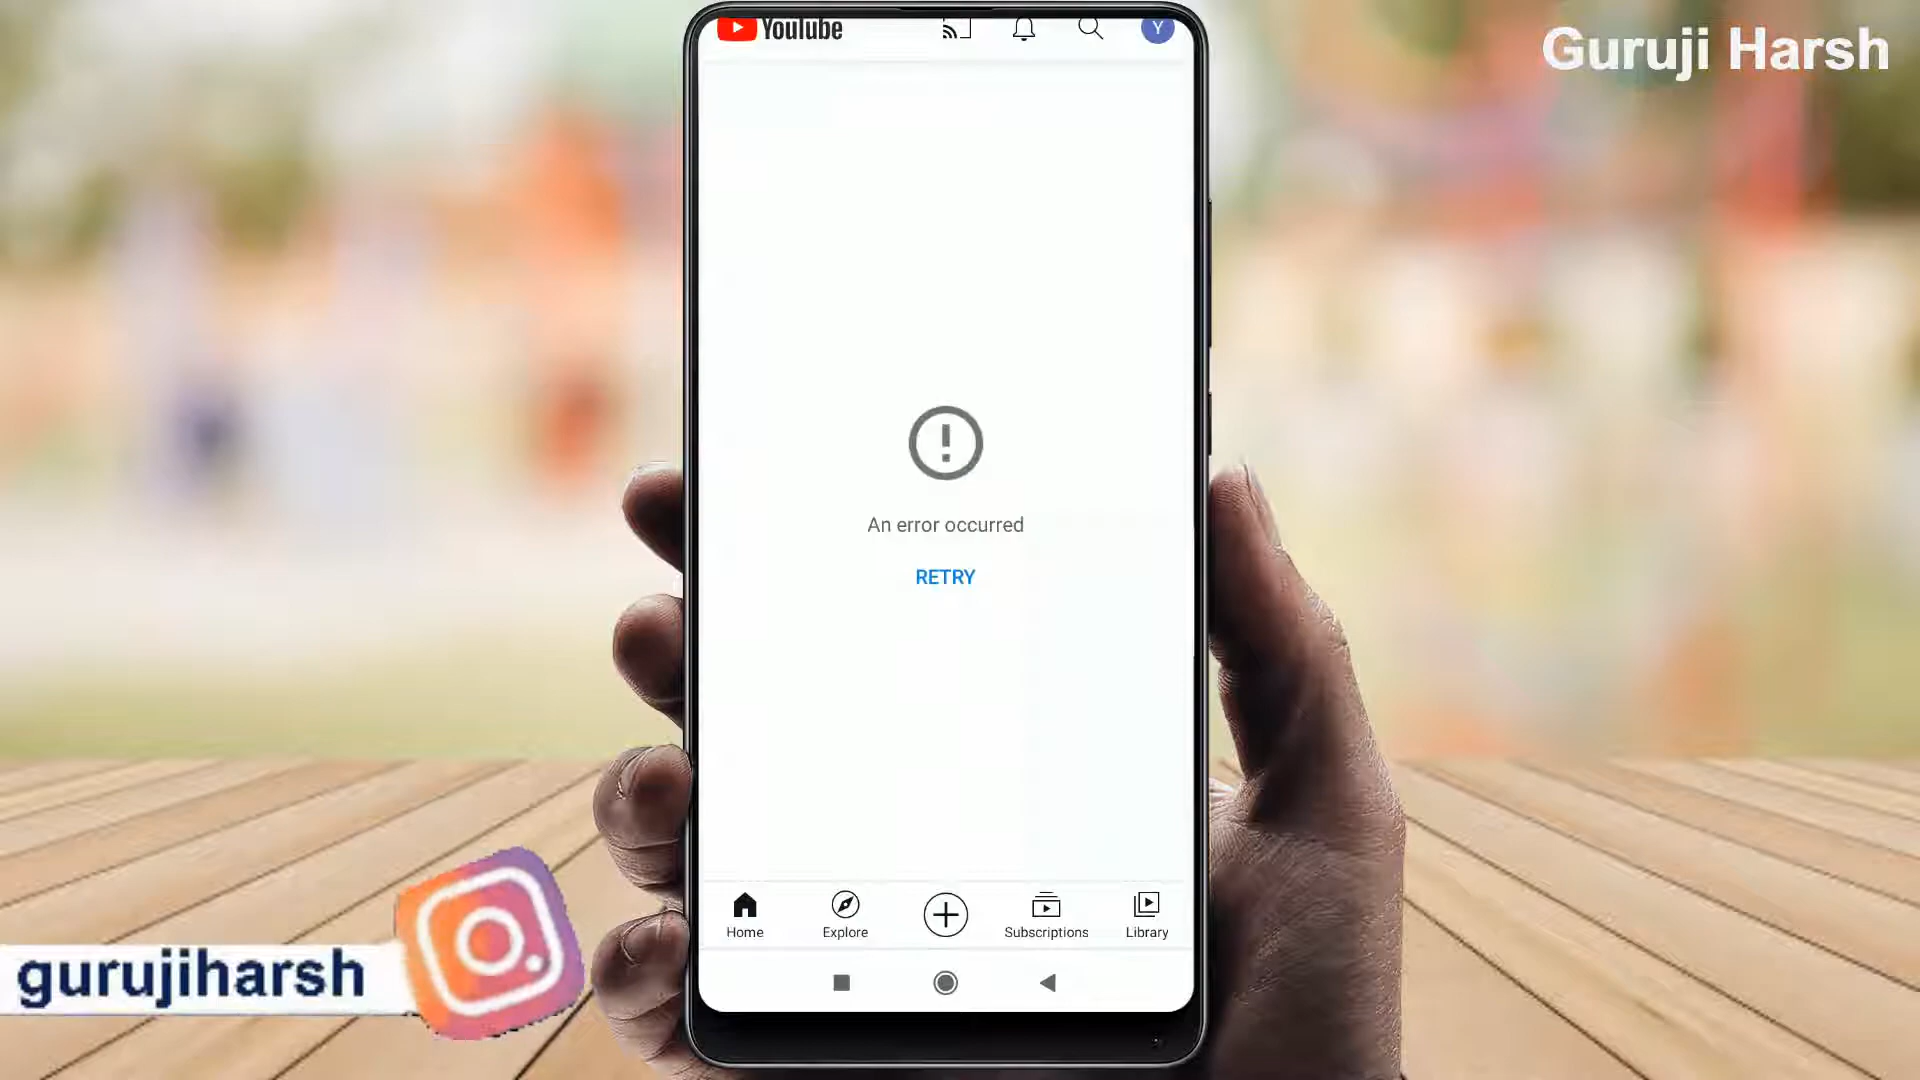 YouTube
Y
Guruji Harsh
An error occurred
RETRY
Home
Explore
Subscriptions
Library
gurujiharsh